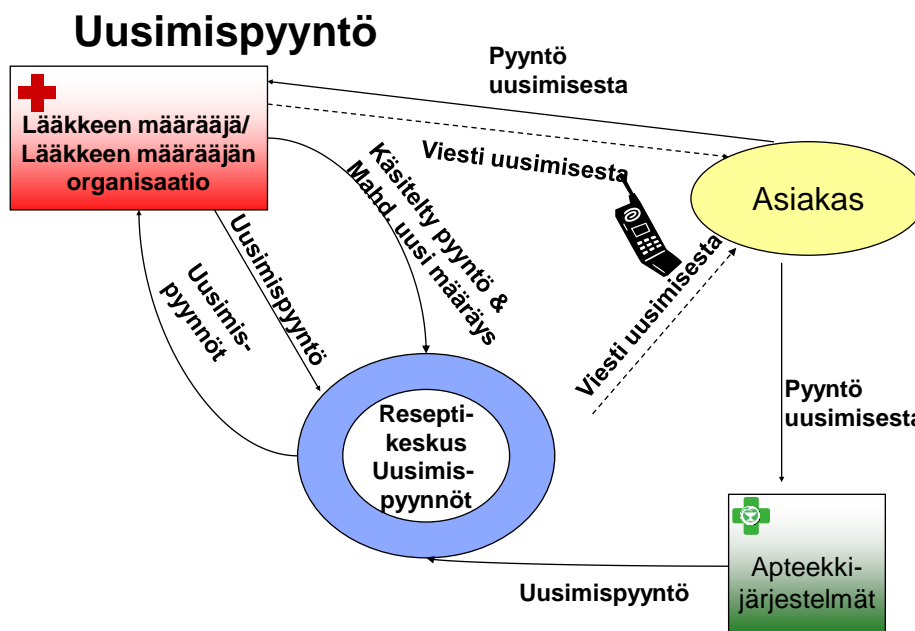 Uusimispyyntö
Pyyntö
uusimisesta
Lääkkeen määrääjä/
Lääkkeen määrääjän
organisaatio
Viesti uusimisesta
Asiakas
Käsitelty pyyntö &
Mahd. uusi määräys
Uusimispyyntö
Uusimis-
pyynnöt
Viesti uusimisesta
Pyyntö
uusimisesta
Resepti-
keskus
Uusimis-
pyynnöt
Uusimispyyntö
Apteekki-
järjestelmät